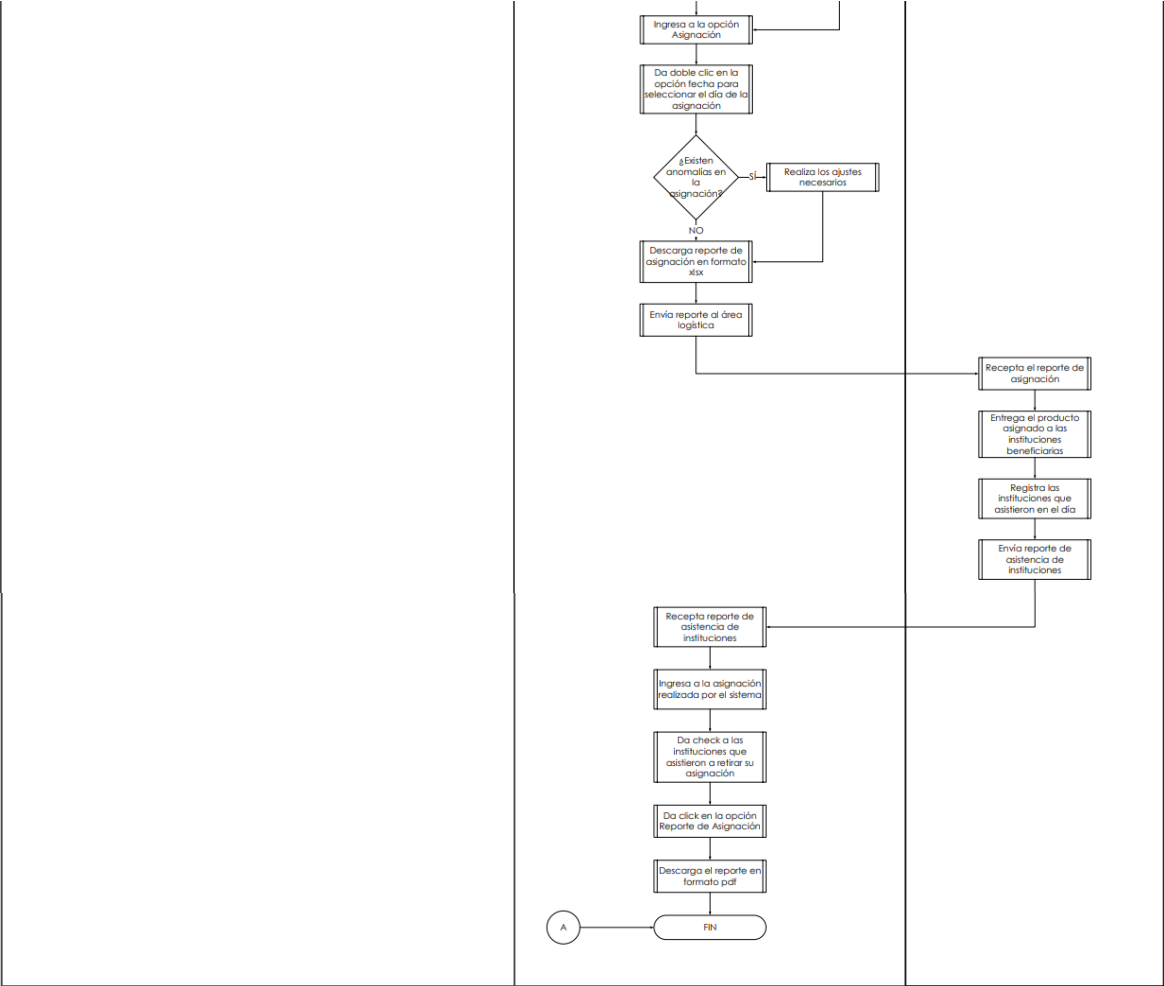 Ingresa a la opción
Asignación
Da doble clic en la
opción fecha para
seleccionar el día de la
asignación
¿Existen
anomalías en
la
asignación?
SÍ
Realiza los ajustes
necesarios
NO
Descarga reporte de
asignación en formato
xlsx
Envía reporte al área
logística
Recepta el reporte de
asignación
Entrega el producto
asignado a las
instituciones
beneficiarias
Registra las
instituciones que
asistieron en el día
Envía reporte de
asistencia de
instituciones
Recepta reporte de
asistencia de
instituciones
Ingresa a la asignación
realizada por el sistema
Da check a las
instituciones que
asistieron a retirar su
asignación
Da click en la opción
Reporte de Asignación
Descarga el reporte en
formato pdf
A
FIN